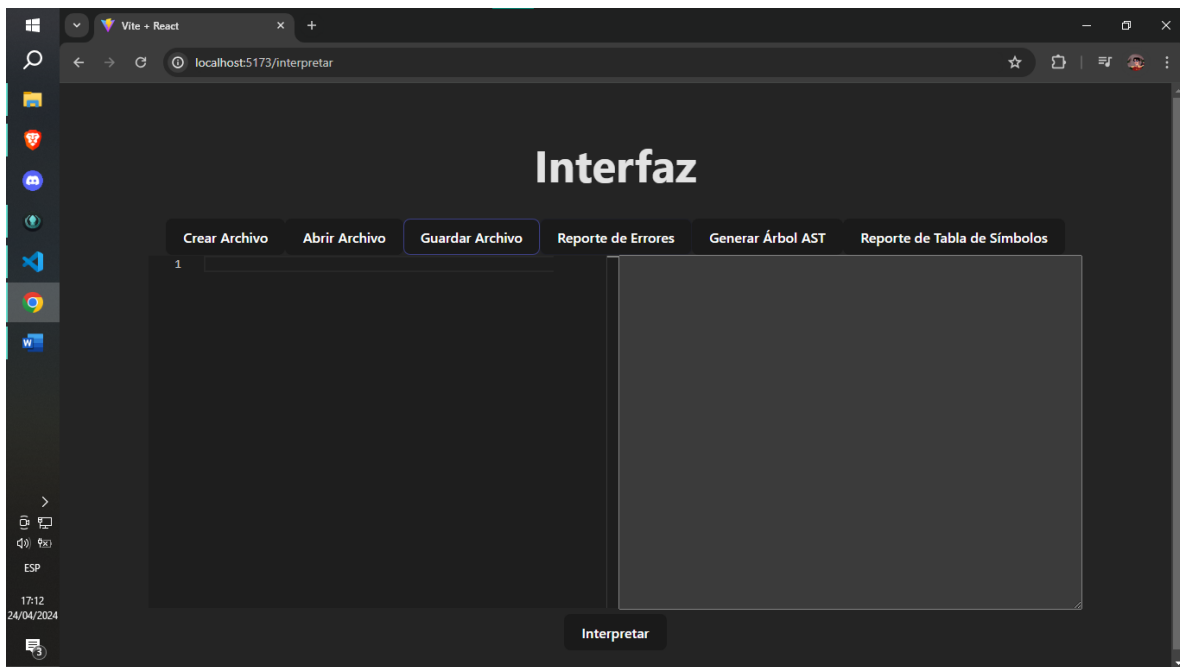 Vite + React
localhost:5173/interpretar
Interfaz
Crear Archivo Abrir Archivo Guardar Archivo Reporte de Errores Generar Árbol AST Reporte de Tabla de Símbolos
1
Interpretar
ESP
17:12
24/04/2024
3